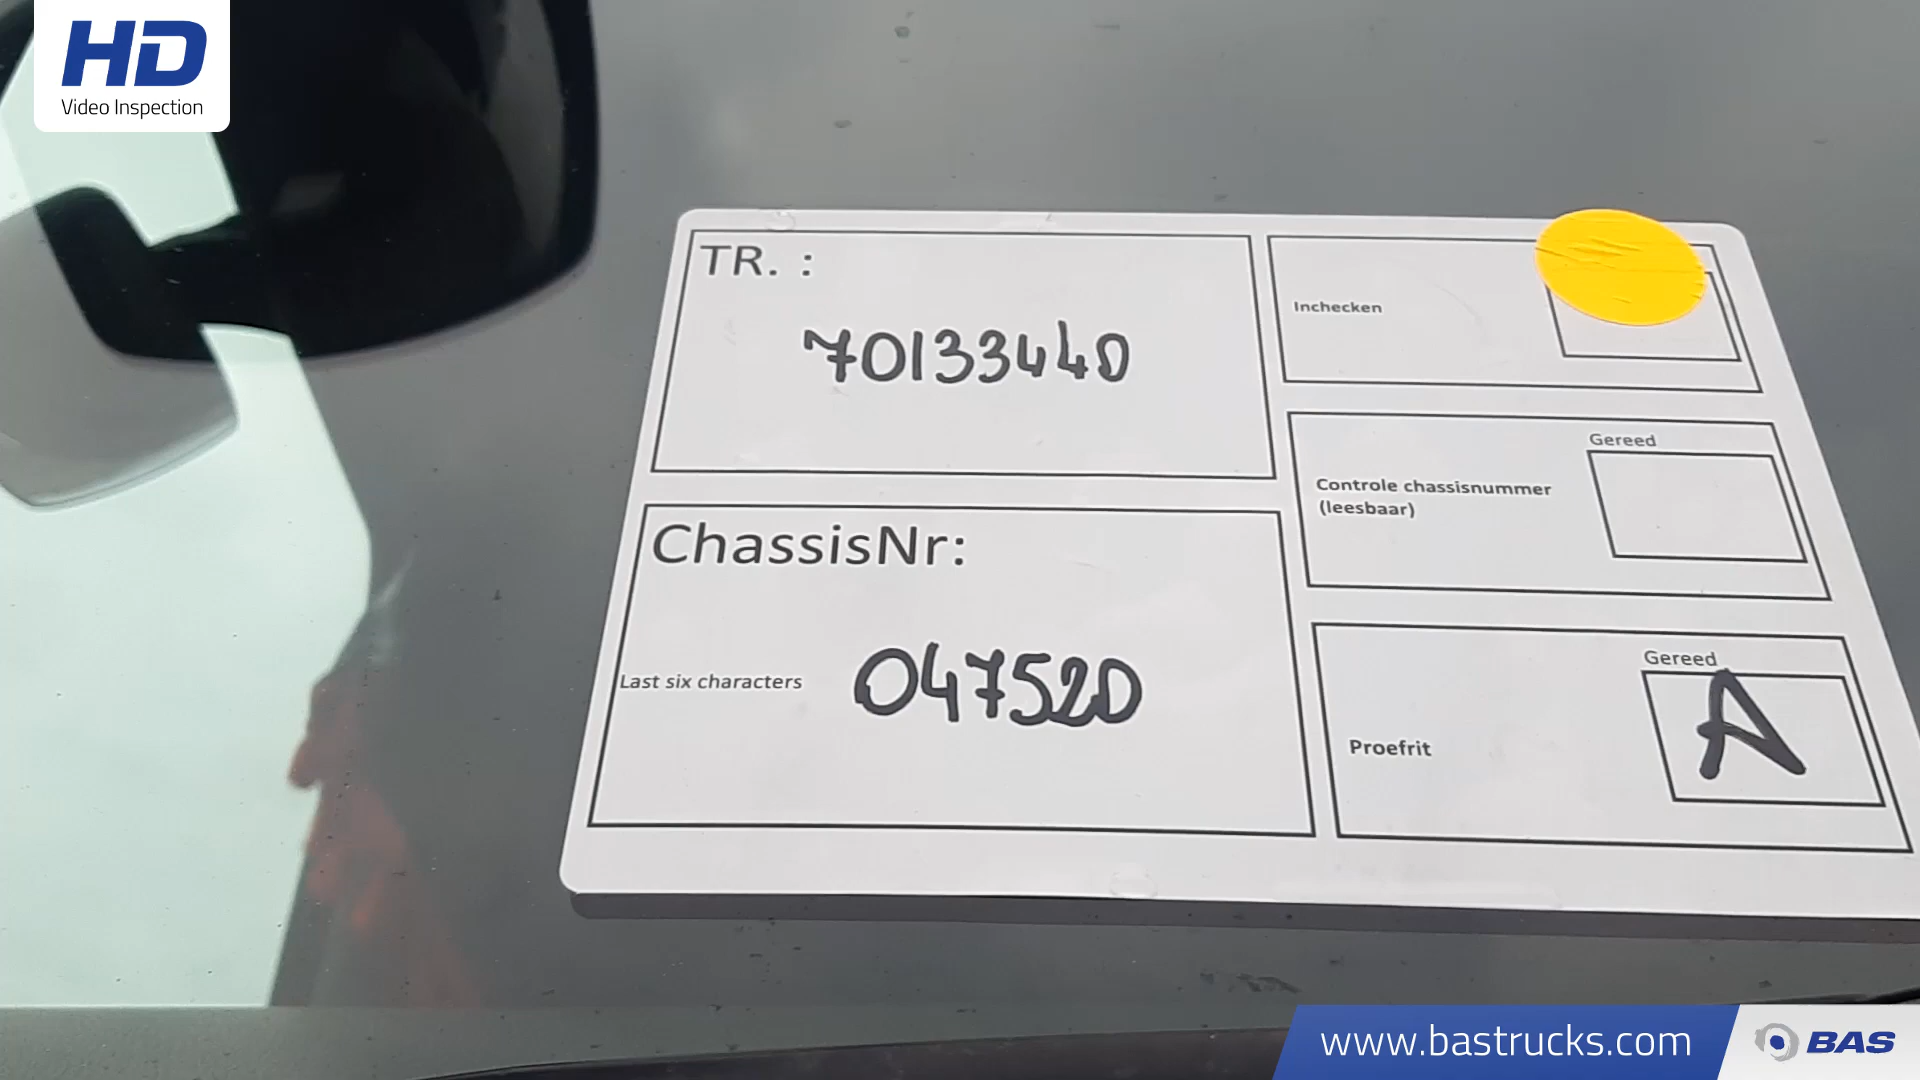 HD
Video Inspection
TR. :
70133440
ChassisNr:
Last six characters
047520
Inchecken
Gereed
Controle chassisnummer
(leesbaar)
Gereed
A
Proefrit
www.bastrucks.com
BAS